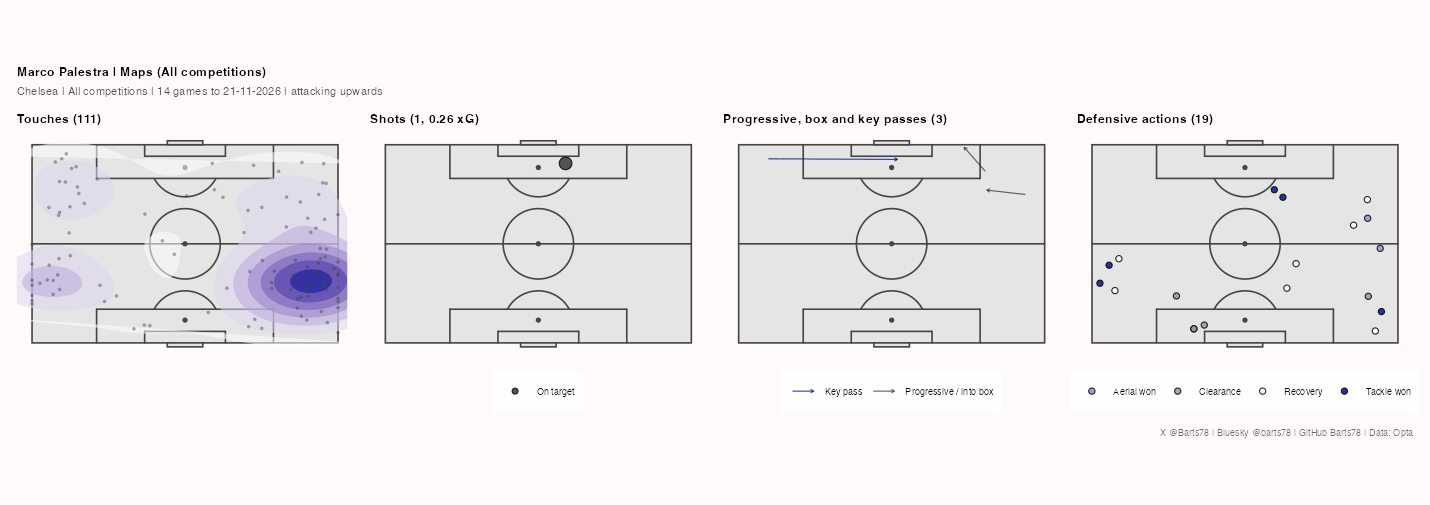 Marco Palestra | Maps (All competitions)
Chelsea | All competitions | 14 games to 21-11-2026 | attacking upwards
Touches (111)
Shots (1, 0.26 xG)
Progressive, box and key passes (3)
Defensive actions (19)
On target
Key pass
Progressive / into box
Aerial won
Clearance
Recovery
Tackle won
X @Barts78 | Bluesky @barts78 | GitHub Barts78 | Data: Opta